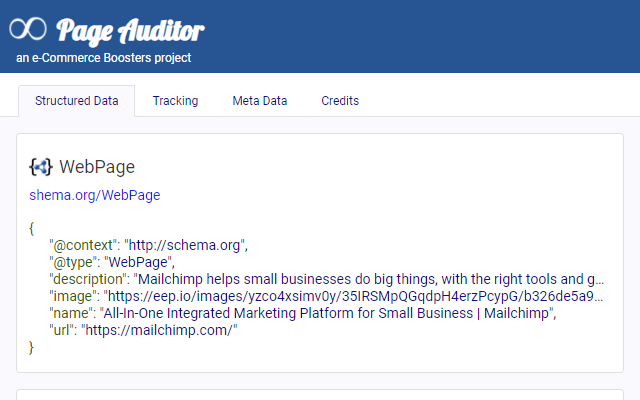 Page Auditor
an e-Commerce Boosters project
Structured Data Tracking Meta Data Credits
WebPage
shema.org/WebPage
{
"@context": "http://schema.org",
"@type": "WebPage",
"description": "Mailchimp helps small businesses do big things, with the right tools and g...
"image": "https://eep.io/images/yzco4xsimv0y/35IRSMpQGqdpH4erzPcypG/b326de5a9...
"name": "All-In-One Integrated Marketing Platform for Small Business | Mailchimp",
"url": "https://mailchimp.com/"
}